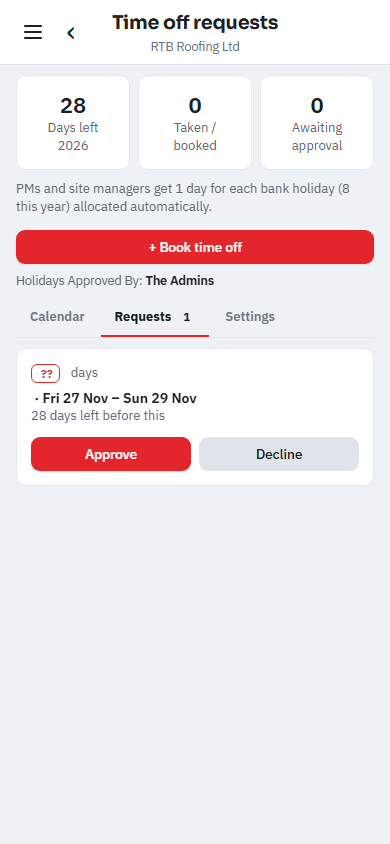 Time off requests
RTB Roofing Ltd
28
Days left
2026
0
Taken /
booked
0
Awaiting
approval
PMs and site managers get 1 day for each bank holiday (8
this year) allocated automatically.
+ Book time off
Holidays Approved By: The Admins
Calendar Requests 1 Settings
?? days
· Fri 27 Nov – Sun 29 Nov
28 days left before this
Approve Decline